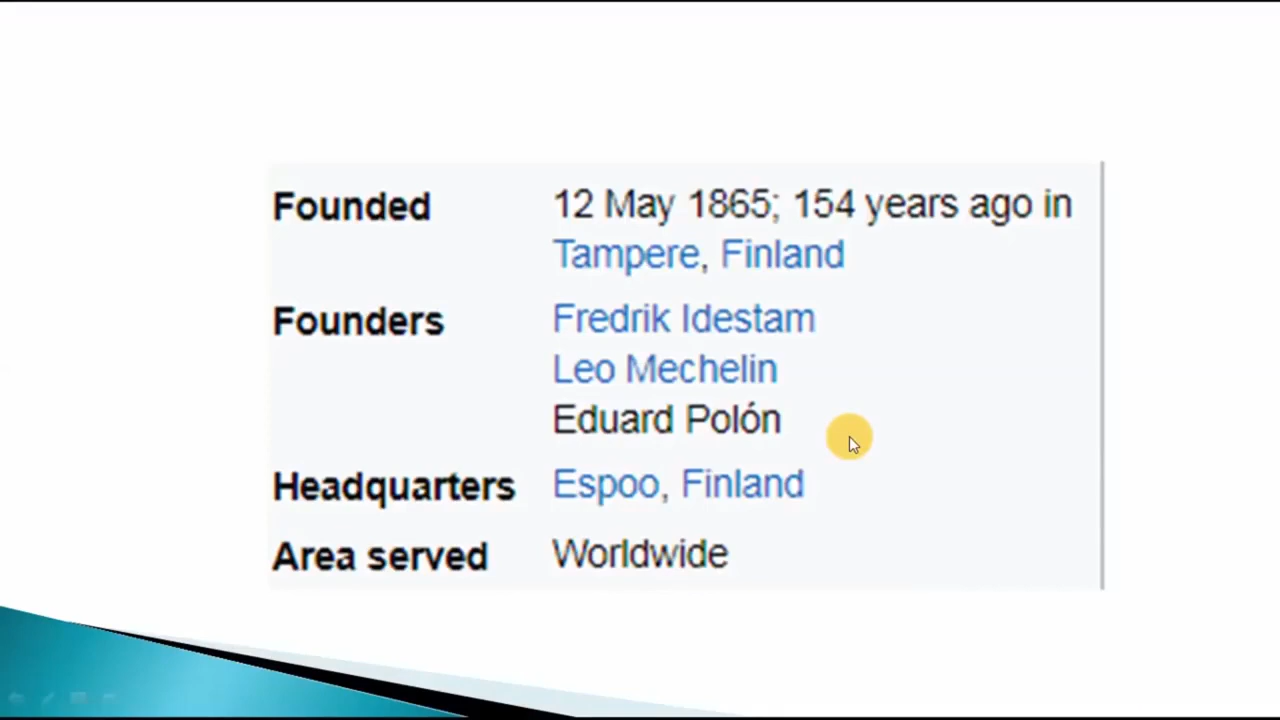 Founded 12 May 1865; 154 years ago in
Tampere, Finland
Founders Fredrik Idestam
Leo Mechelin
Eduard Polón
Headquarters Espoo, Finland
Area served Worldwide